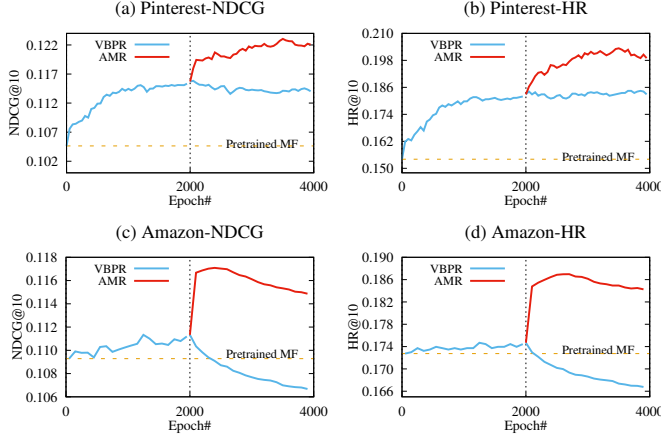 (a) Pinterest-NDCG
NDCG@10
0.122
0.117
0.112
0.107
0.102
VBPR
AMR
Pretrained MF
0 2000 4000
Epoch#
(b) Pinterest-HR
HR@10
0.210
0.198
0.186
0.174
0.162
0.150
VBPR
AMR
Pretrained MF
0 2000 4000
Epoch#
(c) Amazon-NDCG
NDCG@10
0.118
0.116
0.114
0.112
0.110
0.108
0.106
VBPR
AMR
Pretrained MF
0 2000 4000
Epoch#
(d) Amazon-HR
HR@10
0.190
0.186
0.182
0.178
0.174
0.170
0.166
VBPR
AMR
Pretrained MF
0 2000 4000
Epoch#